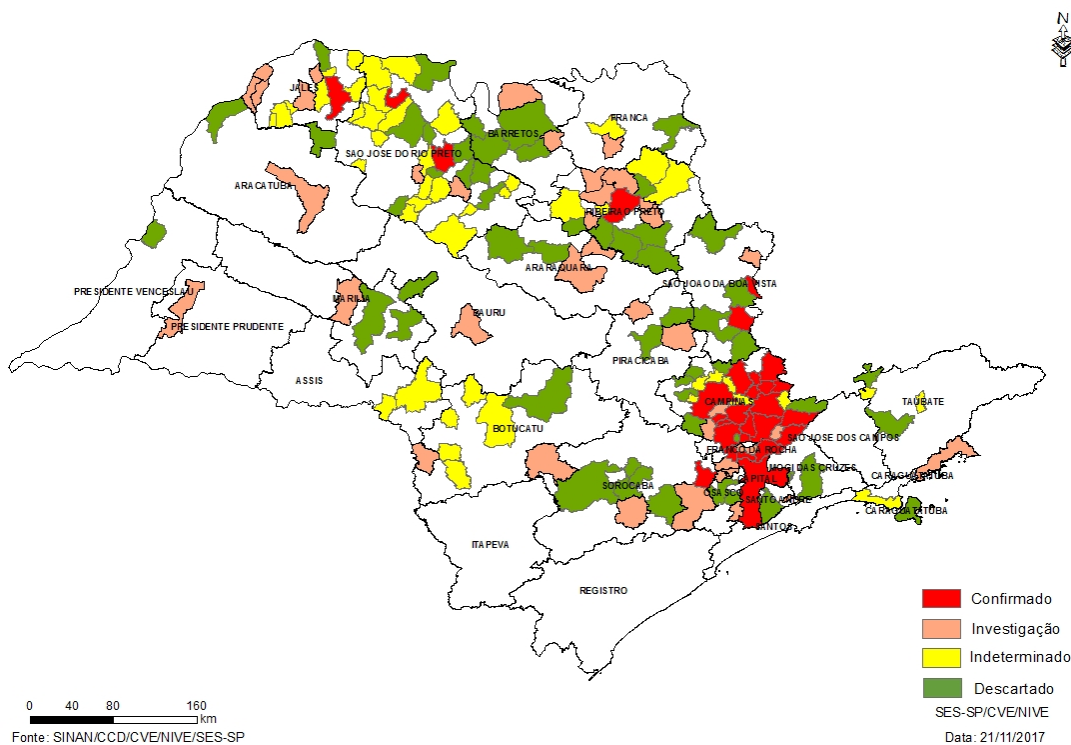 N
JALES
FRANCA
BARRETOS
SAO JOSE DO RIO PRETO
ARACATUBA
RIBEIRAO PRETO
ARARAQUARA
SAO JOAO DA BOA VISTA
PRESIDENTE VENCESLAU
MARILIA
BAURU
PRESIDENTE PRUDENTE
PIRACICABA
ASSIS
CAMPINAS
TAUBATE
BOTUCATU
SAO JOSE DOS CAMPOS
FRANCO DA ROCHA
MOGI DAS CRUZES
CARAGUATATUBA
CAPITAL
SOROCABA
OSASCO
SANTO ANDRE
CARAGUATATUBA
SANTOS
ITAPEVA
REGISTRO
Confirmado
Investigação
Indeterminado
Descartado
SES-SP/CVE/NIVE
0 40 80 160
km
Fonte: SINAN/CCD/CVE/NIVE/SES-SP
Data: 21/11/2017